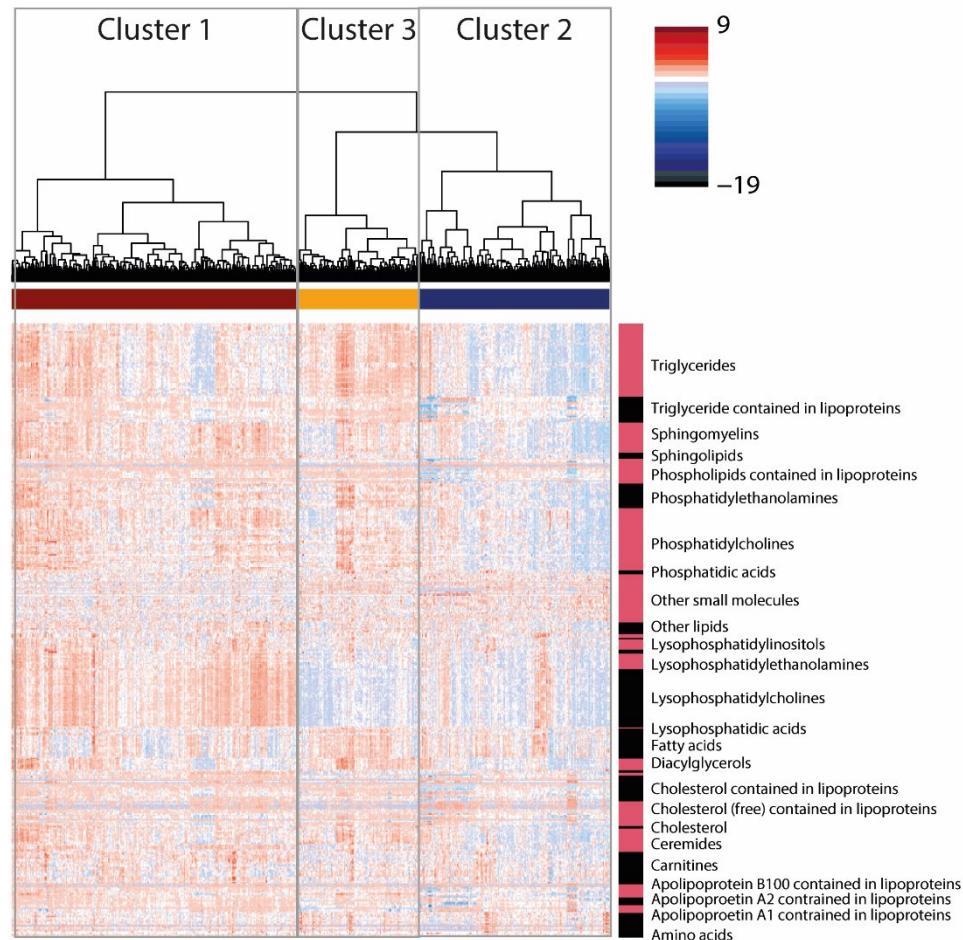 Cluster 1
Cluster 3
Cluster 2
9
−19
Triglycerides
Triglyceride contained in lipoproteins
Sphingomyelins
Sphingolipids
Phospholipids contained in lipoproteins
Phosphatidylethanolamines
Phosphatidylcholines
Phosphatidic acids
Other small molecules
Other lipids
Lysophosphatidylinositols
Lysophosphatidylethanolamines
Lysophosphatidylcholines
Lysophosphatidic acids
Fatty acids
Diacylglycerols
Cholesterol contained in lipoproteins
Cholesterol (free) contained in lipoproteins
Cholesterol
Ceremides
Carnitines
Apolipoprotein B100 contained in lipoproteins
Apolipoproetin A2 contrained in lipoproteins
Apolipoproetin A1 contrained in lipoproteins
Amino acids